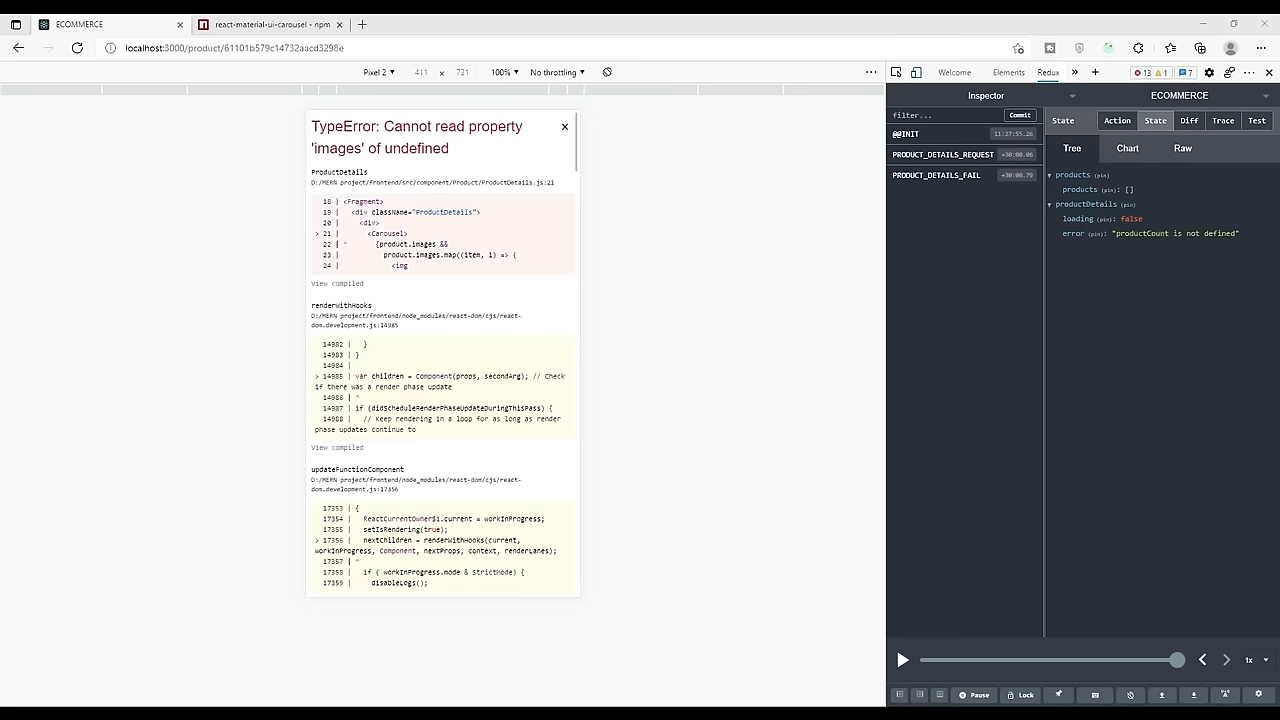 ECOMMERCE
react-material-ui-carousel - npm
localhost:3000/product/61101b579c14732aacd3298e
Pixel 2 411 × 731 100% No throttling
Welcome Elements Redux 13 1 7
TypeError: Cannot read property
'images' of undefined
ProductDetails
D:/MERN project/frontend/src/component/Product/ProductDetails.js:21
18 | <Fragment>
19 | <div className="ProductDetails">
20 | <div>
> 21 | <Carousel>
22 | ^ {product.images &&
23 | product.images.map((item, i) => (
24 | <img
View compiled
renderWithHooks
D:/MERN project/frontend/node_modules/react-dom/cjs/react-
dom.development.js:14985
14982 | }
14983 | }
14984 |
> 14985 | var children = Component(props, secondArg); // Check
if there was a render phase update
14986 | ^
14987 | if (didScheduleRenderPhaseUpdateDuringThisPass) {
14988 | // Keep rendering in a loop for as long as render
phase updates continue to
View compiled
updateFunctionComponent
D:/MERN project/frontend/node_modules/react-dom/cjs/react-
dom.development.js:17356
17353 | {
17354 | ReactCurrentOwner$1.current = workInProgress;
17355 | setIsRendering(true);
> 17356 | nextChildren = renderWithHooks(current,
workInProgress, Component, nextProps, context, renderLanes);
17357 | ^
17358 | if ( workInProgress.mode & StrictMode) {
17359 | disableLogs();
Inspector
ECOMMERCE
filter... Commit
@@INIT 11:27:55.26
PRODUCT_DETAILS_REQUEST +30:00.06
PRODUCT_DETAILS_FAIL +30:00.79
State Action State Diff Trace Test
Tree Chart Raw
products (pin)
products (pin): []
productDetails (pin)
loading (pin): false
error (pin): "productCount is not defined"
1x
Pause Lock